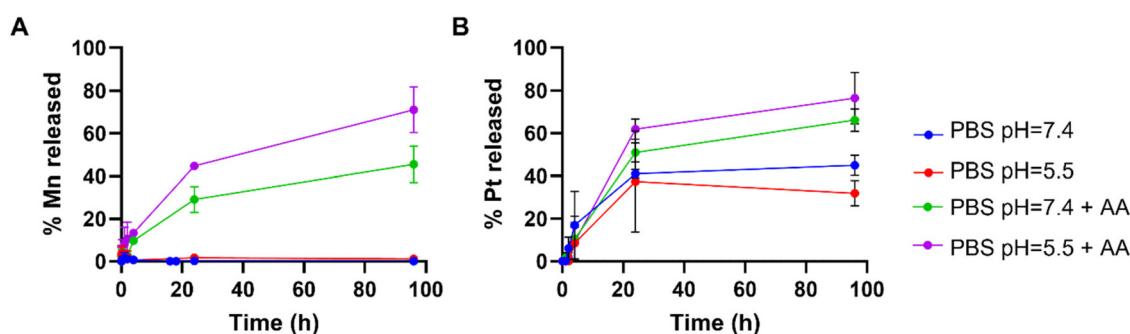 A
% Mn released
100
80
60
40
20
0
0 20 40 60 80 100
Time (h)
B
% Pt released
100
80
60
40
20
0
0 20 40 60 80 100
Time (h)
PBS pH=7.4
PBS pH=5.5
PBS pH=7.4 + AA
PBS pH=5.5 + AA